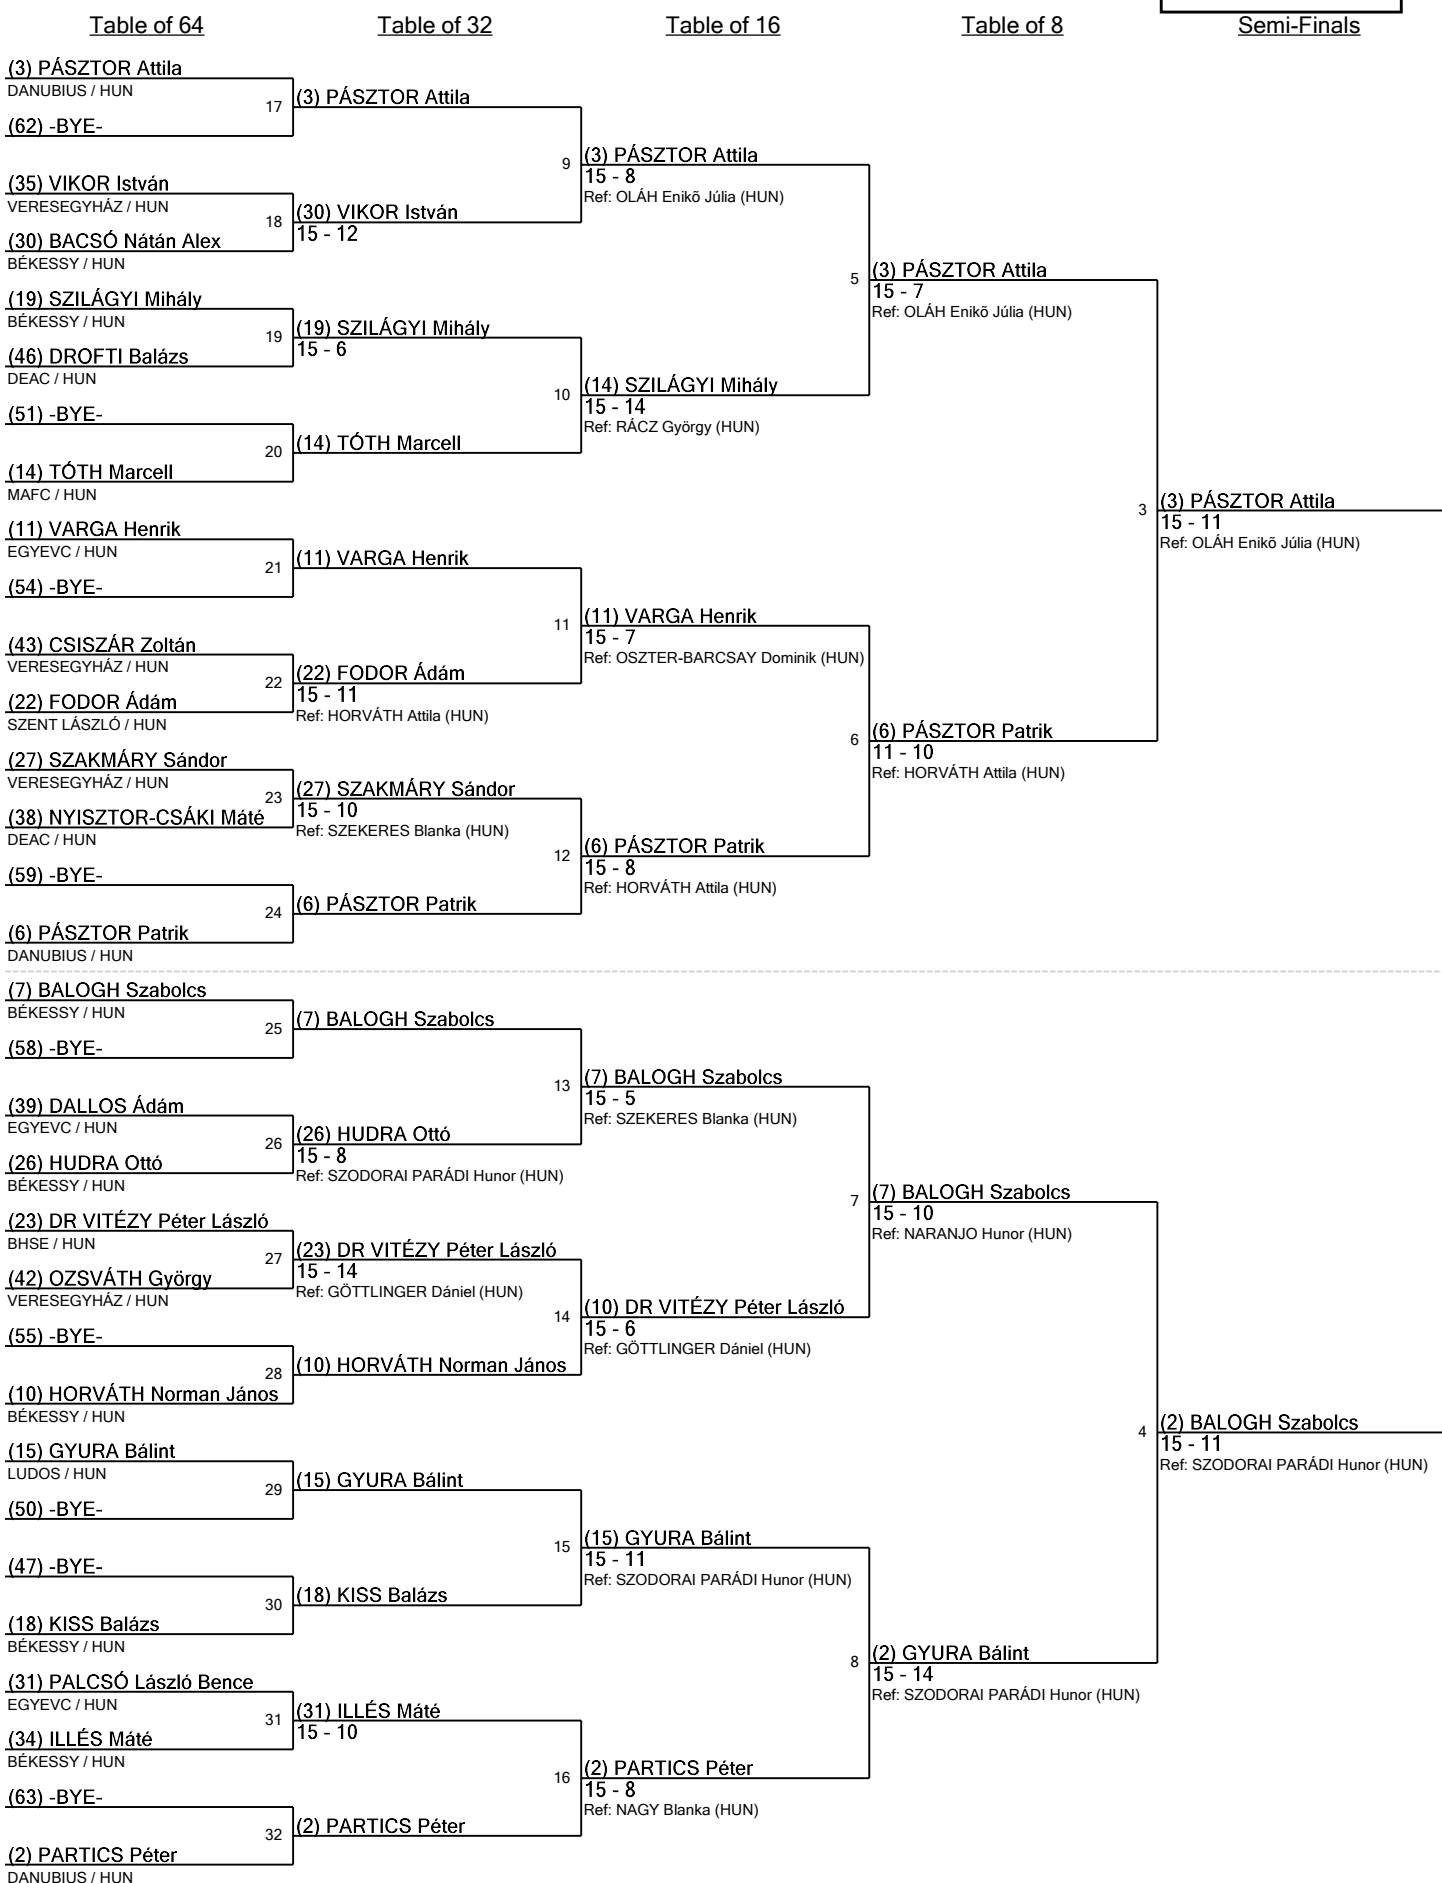 Table of 64
Table of 32
Table of 16
Table of 8
Semi-Finals
(3) PÁSZTOR Attila
DANUBIUS / HUN
17
(62) -BYE-
(35) VIKOR István
VERESEGYHÁZ / HUN
18
(30) BACSÓ Nátán Alex
BÉKESSY / HUN
(19) SZILÁGYI Mihály
BÉKESSY / HUN
19
(46) DROFTI Balázs
DEAC / HUN
(51) -BYE-
20
(14) TÓTH Marcell
MAFC / HUN
(11) VARGA Henrik
EGYEVC / HUN
21
(54) -BYE-
(43) CSISZÁR Zoltán
VERESEGYHÁZ / HUN
22
(22) FODOR Ádám
SZENT LÁSZLÓ / HUN
(27) SZAKMÁRY Sándor
VERESEGYHÁZ / HUN
23
(38) NYISZTOR-CSÁKI Máté
DEAC / HUN
(59) -BYE-
24
(6) PÁSZTOR Patrik
DANUBIUS / HUN
(7) BALOGH Szabolcs
BÉKESSY / HUN
25
(58) -BYE-
(39) DALLOS Ádám
EGYEVC / HUN
26
(26) HUDRA Ottó
BÉKESSY / HUN
(23) DR VITÉZY Péter László
BHSE / HUN
27
(42) OZSVÁTH György
VERESEGYHÁZ / HUN
(55) -BYE-
28
(10) HORVÁTH Norman János
BÉKESSY / HUN
(15) GYURA Bálint
LUDOS / HUN
29
(50) -BYE-
(47) -BYE-
30
(18) KISS Balázs
BÉKESSY / HUN
(31) PALCSÓ László Bence
EGYEVC / HUN
31
(34) ILLÉS Máté
BÉKESSY / HUN
(63) -BYE-
32
(2) PARTICS Péter
DANUBIUS / HUN
(3) PÁSZTOR Attila
9
(30) VIKOR István
15 - 12
(19) SZILÁGYI Mihály
15 - 6
10
(14) TÓTH Marcell
(11) VARGA Henrik
11
(22) FODOR Ádám
15 - 11
Ref: HORVÁTH Attila (HUN)
(27) SZAKMÁRY Sándor
15 - 10
Ref: SZEKERES Blanka (HUN)
12
(6) PÁSZTOR Patrik
(7) BALOGH Szabolcs
13
(26) HUDRA Ottó
15 - 8
Ref: SZODORAI PARÁDI Hunor (HUN)
(23) DR VITÉZY Péter László
15 - 14
Ref: GÖTTLINGER Dániel (HUN)
14
(10) HORVÁTH Norman János
(15) GYURA Bálint
15
(18) KISS Balázs
(31) ILLÉS Máté
15 - 10
16
(2) PARTICS Péter
(3) PÁSZTOR Attila
15 - 8
Ref: OLÁH Enikõ Júlia (HUN)
5
(14) SZILÁGYI Mihály
15 - 14
Ref: RÁCZ György (HUN)
(11) VARGA Henrik
15 - 7
Ref: OSZTER-BARCSAY Dominik (HUN)
6
(6) PÁSZTOR Patrik
15 - 8
Ref: HORVÁTH Attila (HUN)
(7) BALOGH Szabolcs
15 - 5
Ref: SZEKERES Blanka (HUN)
7
(10) DR VITÉZY Péter László
15 - 6
Ref: GÖTTLINGER Dániel (HUN)
(15) GYURA Bálint
15 - 11
Ref: SZODORAI PARÁDI Hunor (HUN)
8
(2) PARTICS Péter
15 - 8
Ref: NAGY Blanka (HUN)
(3) PÁSZTOR Attila
15 - 7
Ref: OLÁH Enikõ Júlia (HUN)
3
(6) PÁSZTOR Patrik
11 - 10
Ref: HORVÁTH Attila (HUN)
(7) BALOGH Szabolcs
15 - 10
Ref: NARANJO Hunor (HUN)
4
(2) GYURA Bálint
15 - 14
Ref: SZODORAI PARÁDI Hunor (HUN)
(3) PÁSZTOR Attila
15 - 11
Ref: OLÁH Enikõ Júlia (HUN)
(2) BALOGH Szabolcs
15 - 11
Ref: SZODORAI PARÁDI Hunor (HUN)